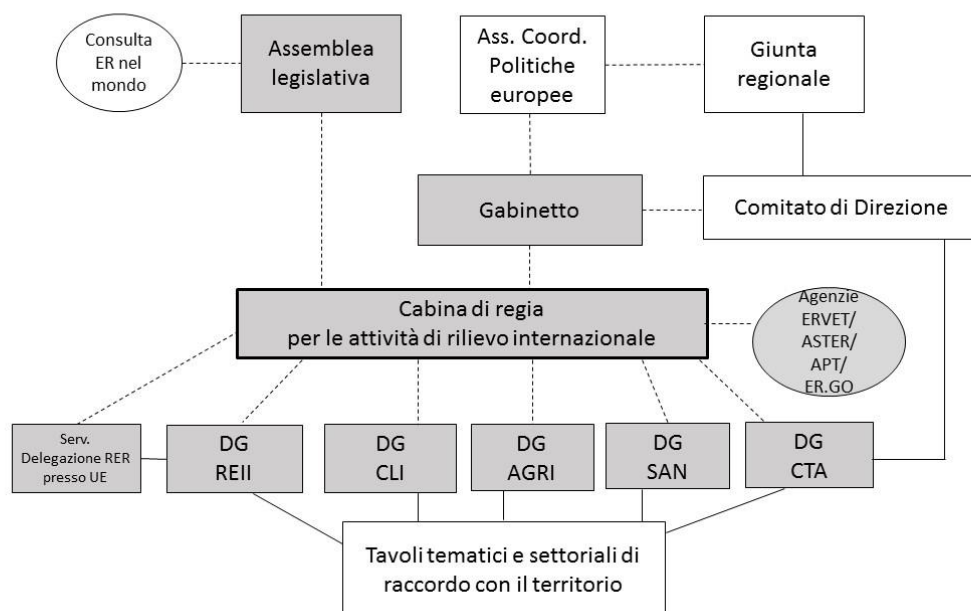 Consulta
ER nel
mondo
Assemblea
legislativa
Ass. Coord.
Politiche
europee
Giunta
regionale
Gabinetto
Comitato di Direzione
Cabina di regia
per le attività di rilievo internazionale
Agenzie
ERVET/
ASTER/
APT/
ER.GO
Serv.
Delegazione RER
presso UE
DG
REII
DG
CLI
DG
AGRI
DG
SAN
DG
CTA
Tavoli tematici e settoriali di
raccordo con il territorio